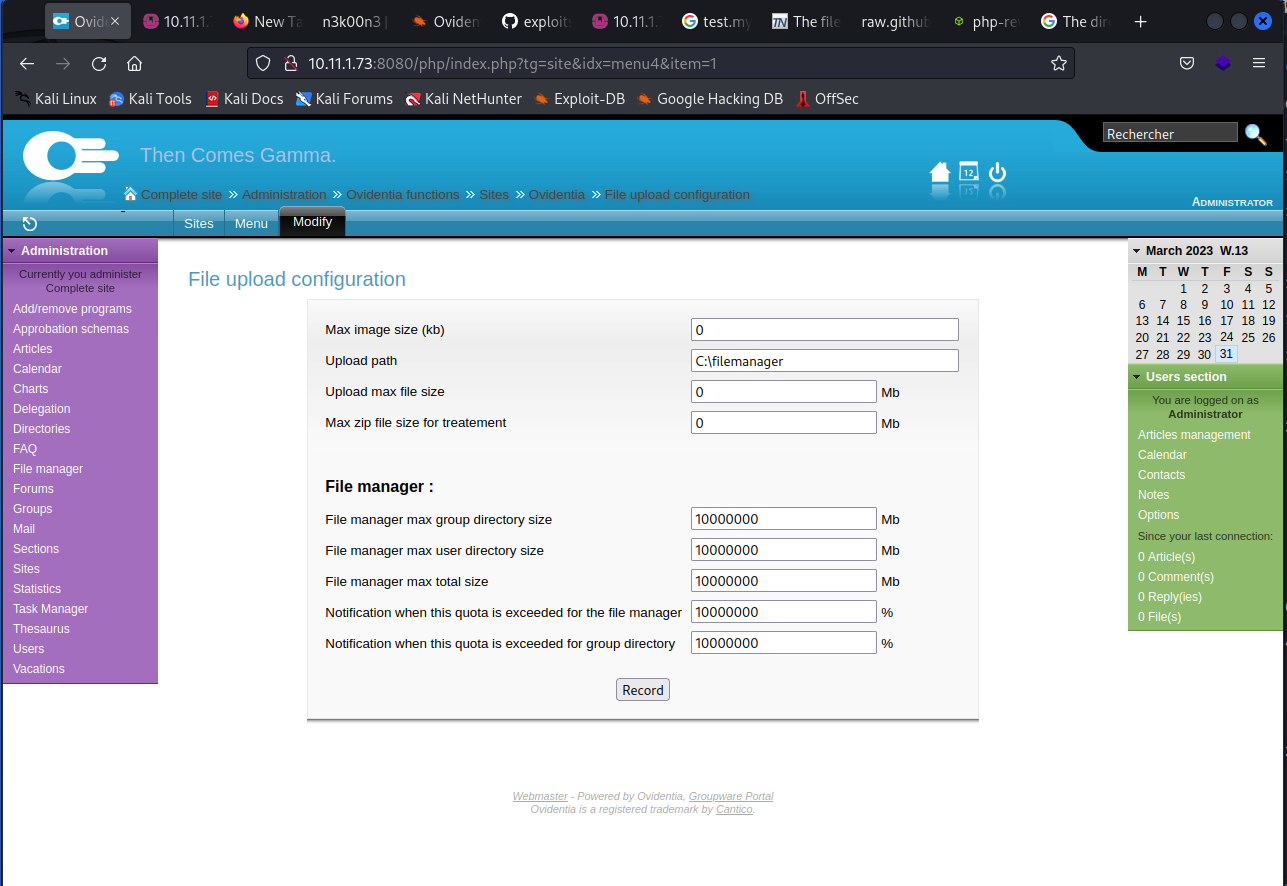 Ovide
10.11.1.
New Ta
n3k00n3 |
Oviden
exploit
10.11.1.
test.my
The file
raw.github
php-re
The dir
10.11.1.73:8080/php/index.php?tg=site&idx=menu4&item=1
Kali Linux Kali Tools Kali Docs Kali Forums Kali NetHunter Exploit-DB Google Hacking DB OffSec
Then Comes Gamma.
Rechercher
12
Complete site » Administration » Ovidentia functions » Sites » Ovidentia » File upload configuration
Administrator
Sites Menu Modify
Administration
Currently you administer
Complete site
Add/remove programs
Approbation schemas
Articles
Calendar
Charts
Delegation
Directories
FAQ
File manager
Forums
Groups
Mail
Sections
Sites
Statistics
Task Manager
Thesaurus
Users
Vacations
File upload configuration
Max image size (kb) 0
Upload path C:\filemanager
Upload max file size 0 Mb
Max zip file size for treatement 0 Mb
File manager :
File manager max group directory size 10000000 Mb
File manager max user directory size 10000000 Mb
File manager max total size 10000000 Mb
Notification when this quota is exceeded for the file manager 10000000 %
Notification when this quota is exceeded for group directory 10000000 %
Record
March 2023 W.13
M T W T F S S
1 2 3 4 5
6 7 8 9 10 11 12
13 14 15 16 17 18 19
20 21 22 23 24 25 26
27 28 29 30 31
Users section
You are logged on as
Administrator
Articles management
Calendar
Contacts
Notes
Options
Since your last connection:
0 Article(s)
0 Comment(s)
0 Reply(ies)
0 File(s)
Webmaster - Powered by Ovidentia, Groupware Portal
Ovidentia is a registered trademark by Cantico.